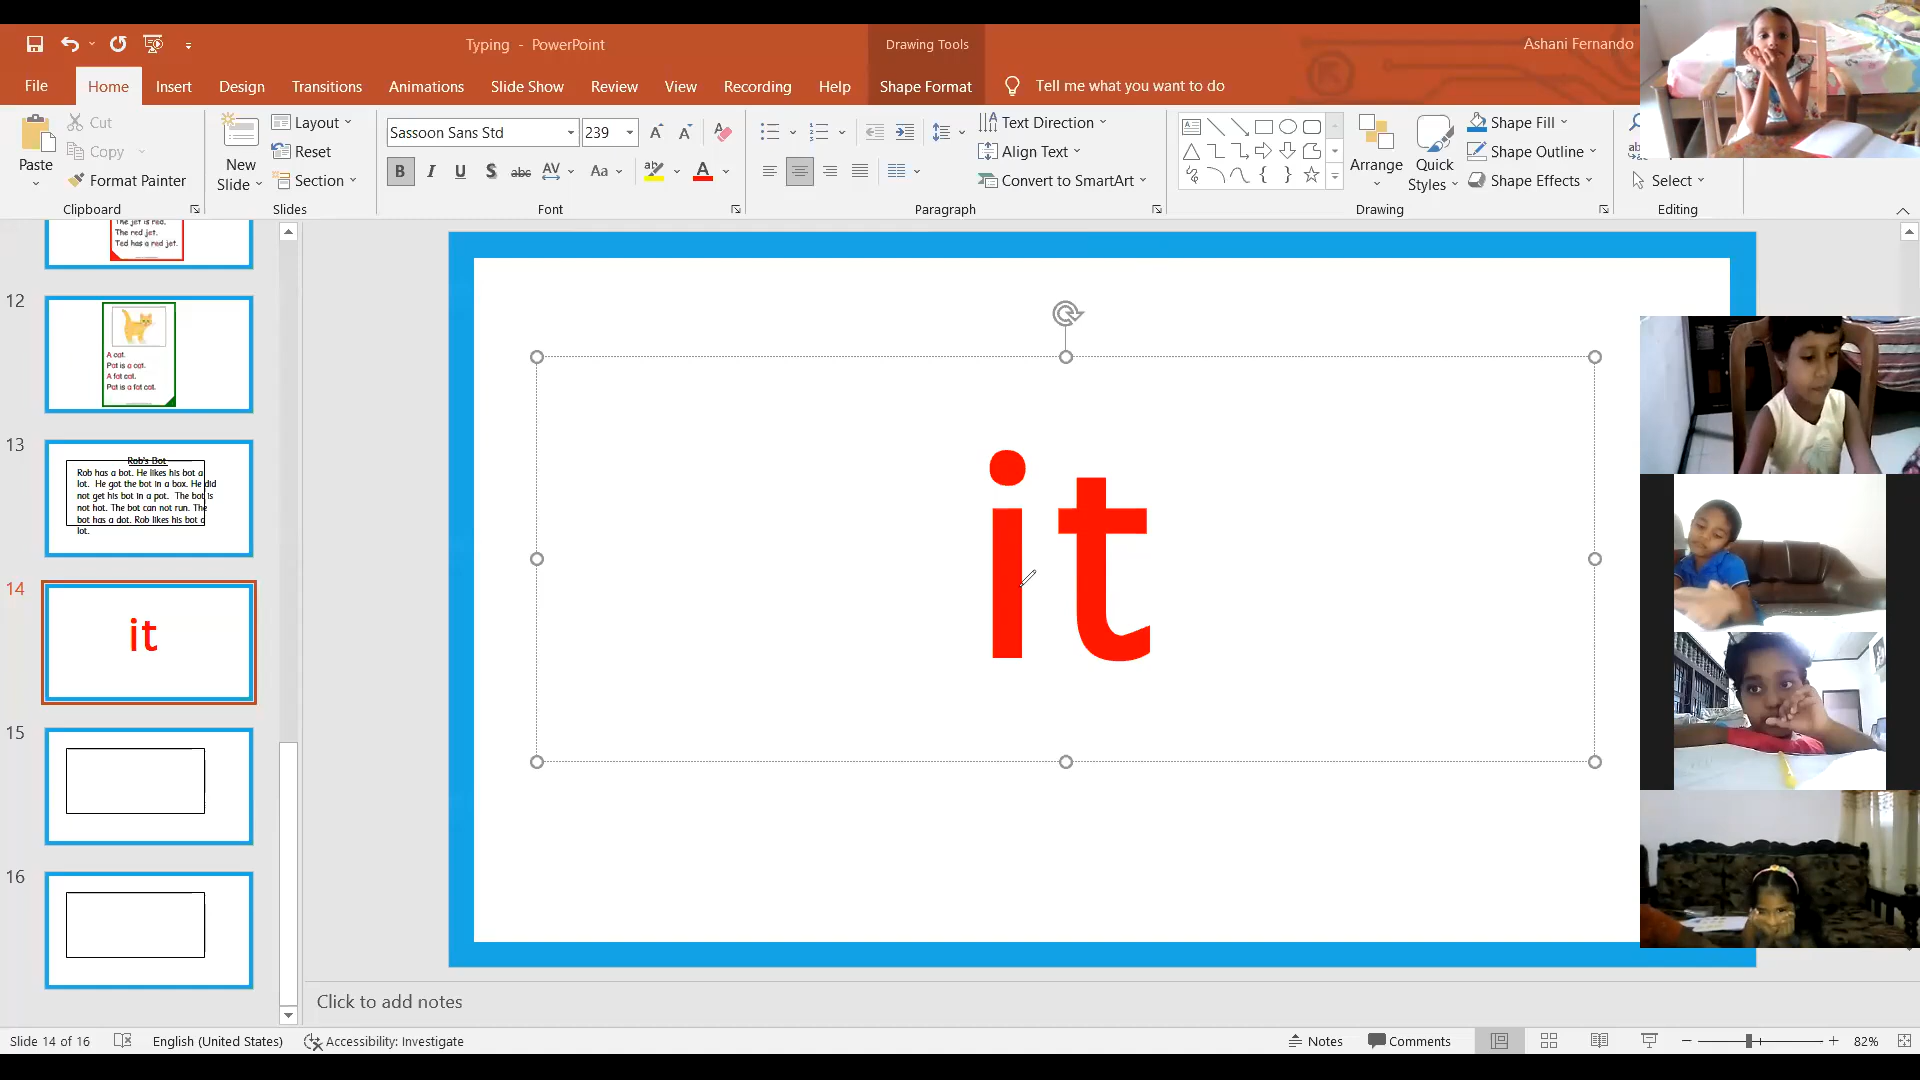 Typing - PowerPoint
Drawing Tools
Ashani Fernando
File
Home
Insert
Design
Transitions
Animations
Slide Show
Review
View
Recording
Help
Shape Format
Tell me what you want to do
Paste
Cut
Copy
Format Painter
Clipboard
New Slide
Layout
Reset
Section
Slides
Sassoon Sans Std
239
B I U S abc AV Aa A
Font
Text Direction
Align Text
Convert to SmartArt
Paragraph
Arrange
Quick Styles
Shape Fill
Shape Outline
Shape Effects
Drawing
Select
Editing
The jet is red.
The red jet.
Ted has a red jet.
12
A cat.
Pat is a cat.
A fat cat.
Pat is a fat cat.
13
Rob's Bot
Rob has a bot. He likes his bot a
lot. He got the bot in a box. He did
not get his bot in a pot. The bot is
not hot. The bot can not run. The
bot has a dot. Rob likes his bot a
lot.
14
it
15
16
it
Click to add notes
Slide 14 of 16
English (United States)
Accessibility: Investigate
Notes
Comments
82%